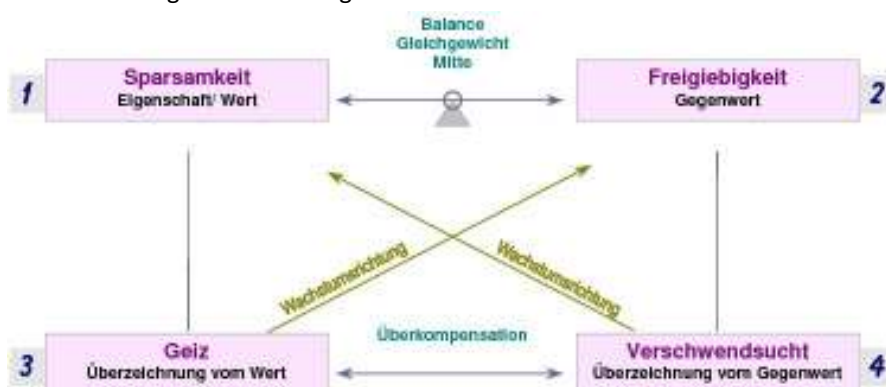 Balance
Gleichgewicht
Mitte
1
Sparsamkeit
Eigenschaft/ Wert
Freigiebigkeit
Gegenwert
2
Wachstumsrichtung
Wachstumsrichtung
Überkompensation
3
Geiz
Überzeichnung vom Wert
Verschwendsucht
Überzeichnung vom Gegenwert
4